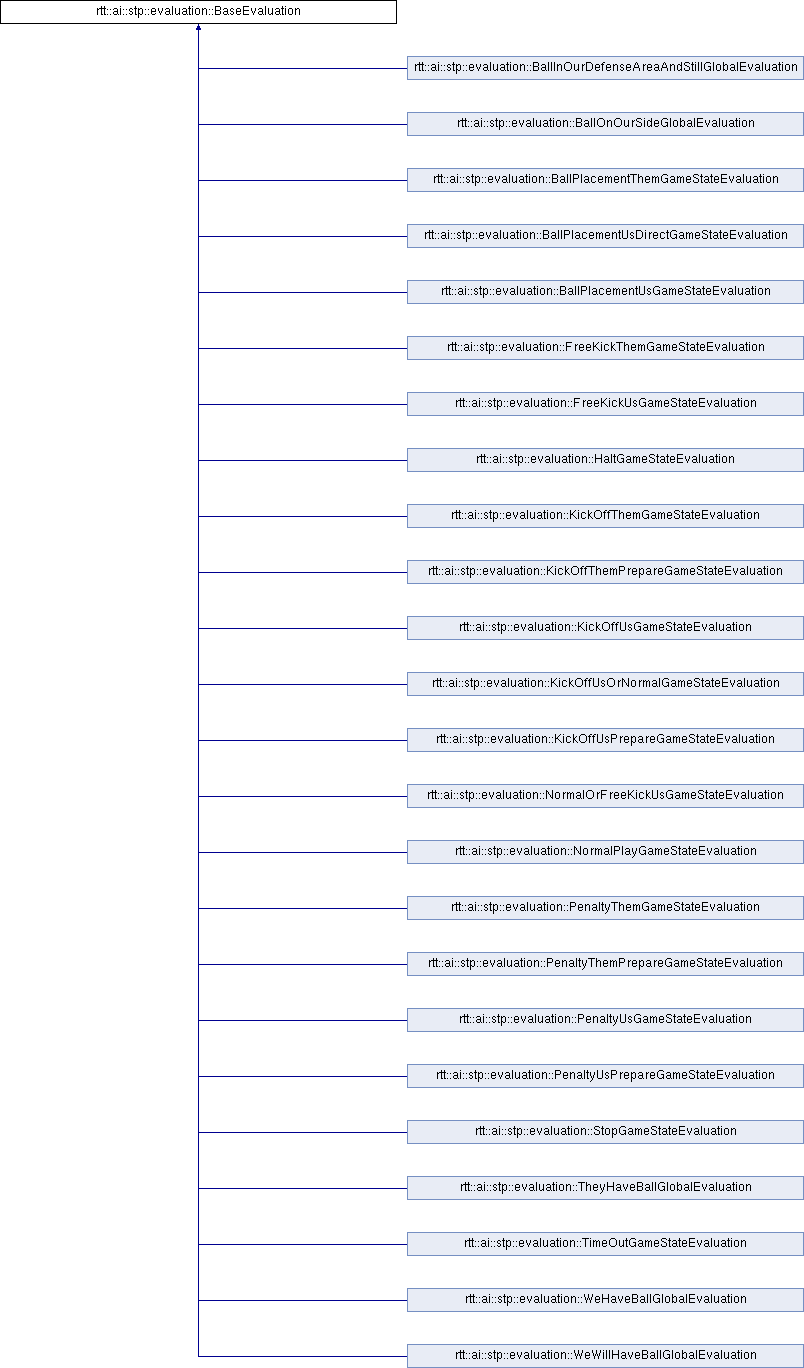 rtt::ai::stp::evaluation::BaseEvaluation
rtt::ai::stp::evaluation::BallInOurDefenseAreaAndStillGlobalEvaluation
rtt::ai::stp::evaluation::BallOnOurSideGlobalEvaluation
rtt::ai::stp::evaluation::BallPlacementThemGameStateEvaluation
rtt::ai::stp::evaluation::BallPlacementUsDirectGameStateEvaluation
rtt::ai::stp::evaluation::BallPlacementUsGameStateEvaluation
rtt::ai::stp::evaluation::FreeKickThemGameStateEvaluation
rtt::ai::stp::evaluation::FreeKickUsGameStateEvaluation
rtt::ai::stp::evaluation::HaltGameStateEvaluation
rtt::ai::stp::evaluation::KickOffThemGameStateEvaluation
rtt::ai::stp::evaluation::KickOffThemPrepareGameStateEvaluation
rtt::ai::stp::evaluation::KickOffUsGameStateEvaluation
rtt::ai::stp::evaluation::KickOffUsOrNormalGameStateEvaluation
rtt::ai::stp::evaluation::KickOffUsPrepareGameStateEvaluation
rtt::ai::stp::evaluation::NormalOrFreeKickUsGameStateEvaluation
rtt::ai::stp::evaluation::NormalPlayGameStateEvaluation
rtt::ai::stp::evaluation::PenaltyThemGameStateEvaluation
rtt::ai::stp::evaluation::PenaltyThemPrepareGameStateEvaluation
rtt::ai::stp::evaluation::PenaltyUsGameStateEvaluation
rtt::ai::stp::evaluation::PenaltyUsPrepareGameStateEvaluation
rtt::ai::stp::evaluation::StopGameStateEvaluation
rtt::ai::stp::evaluation::TheyHaveBallGlobalEvaluation
rtt::ai::stp::evaluation::TimeOutGameStateEvaluation
rtt::ai::stp::evaluation::WeHaveBallGlobalEvaluation
rtt::ai::stp::evaluation::WeWillHaveBallGlobalEvaluation